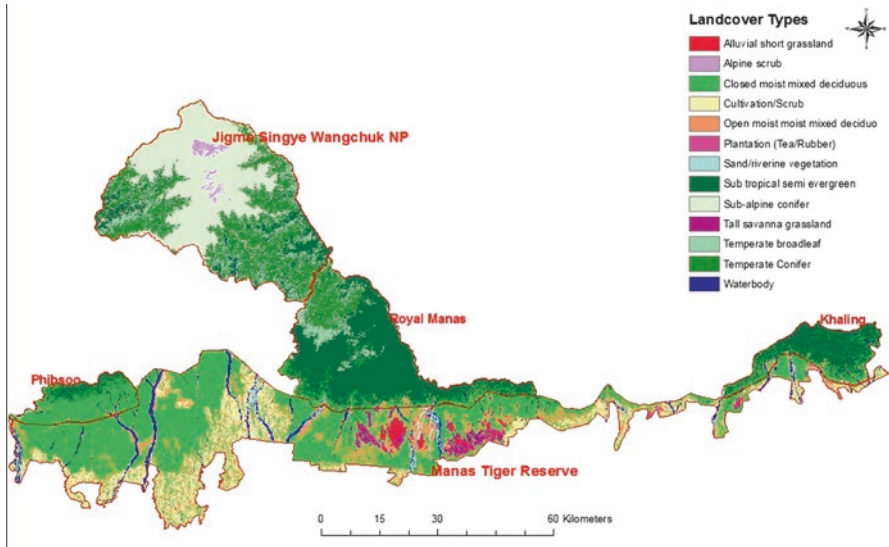 Landcover Types
Alluvial short grassland
Alpine scrub
Closed moist mixed deciduous
Cultivation/Scrub
Open moist moist mixed deciduo
Plantation (Tea/Rubber)
Sand/riverine vegetation
Sub tropical semi evergreen
Sub-alpine conifer
Tall savanna grassland
Temperate broadleaf
Temperate Conifer
Waterbody
Jigme Singye Wangchuk NP
Royal Manas
Khaling
Phibsoo
Manas Tiger Reserve
0 15 30 60 Kilometers